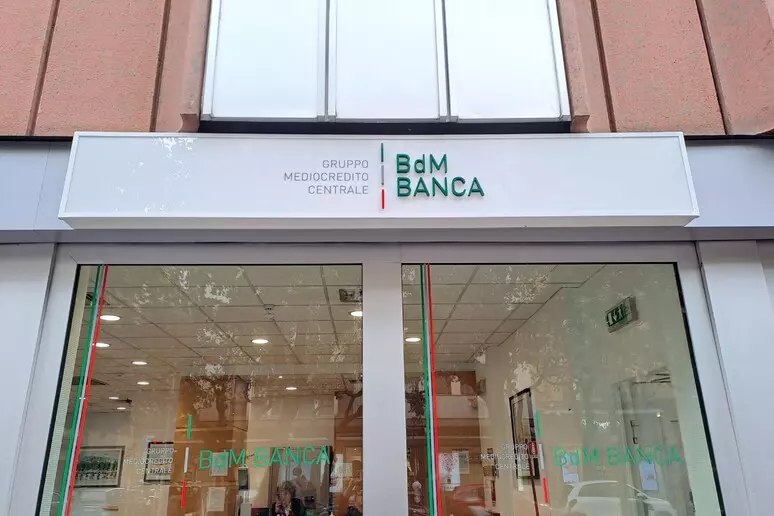 GRUPPO
MEDIOCREDITO
CENTRALE
BdM
BANCA
GRUPPO
MEDIOCREDITO
CENTRALE
BdM BANCA
GRUPPO
MEDIOCREDITO
CENTRALE
BdM BANCA